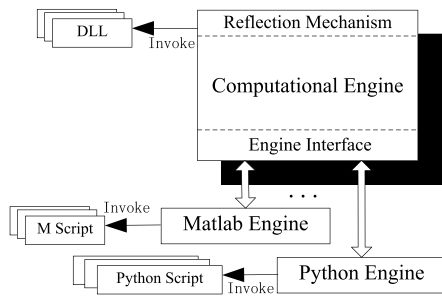 Reflection Mechanism
DLL
Invoke
Computational Engine
Engine Interface
...
Invoke
M Script
Matlab Engine
Python Script
Invoke
Python Engine